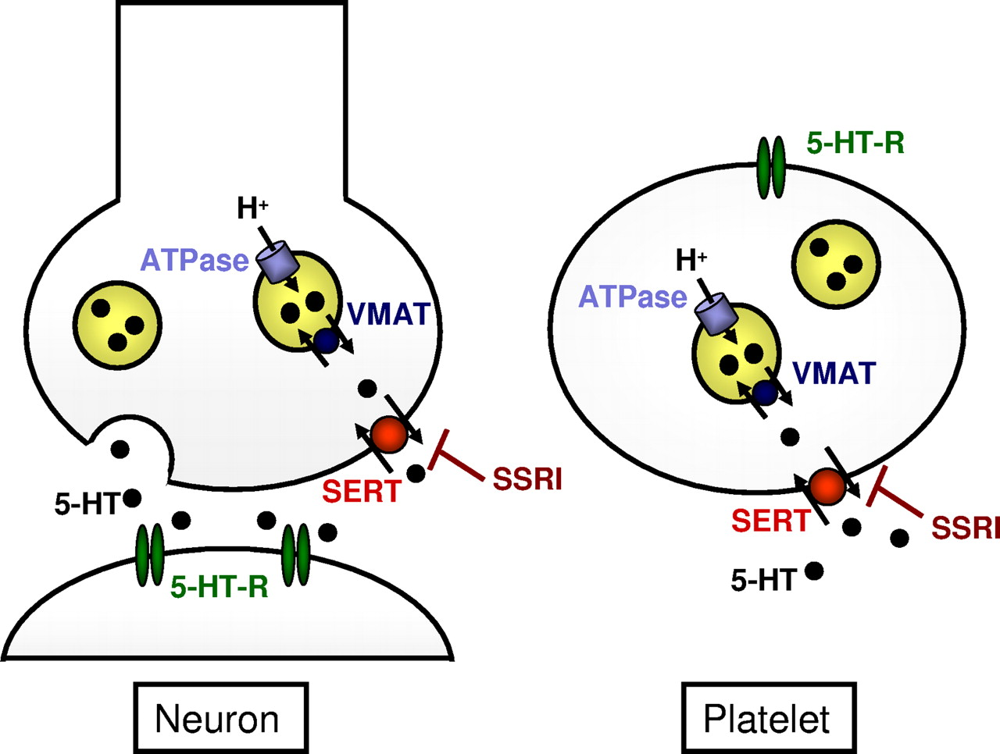 H+
ATPase
VMAT
SERT
SSRI
5-HT
5-HT-R
Neuron
5-HT-R
H+
ATPase
VMAT
SERT
SSRI
5-HT
Platelet